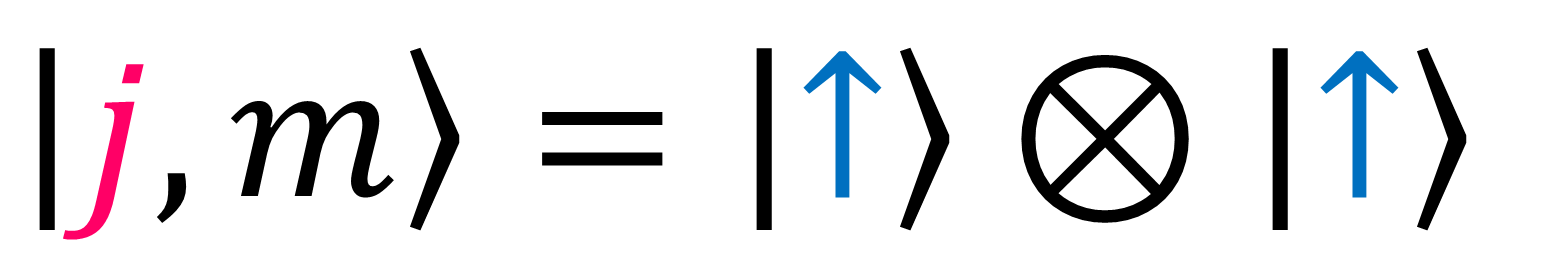 |j, m⟩ = |↑⟩ ⊗ |↑⟩